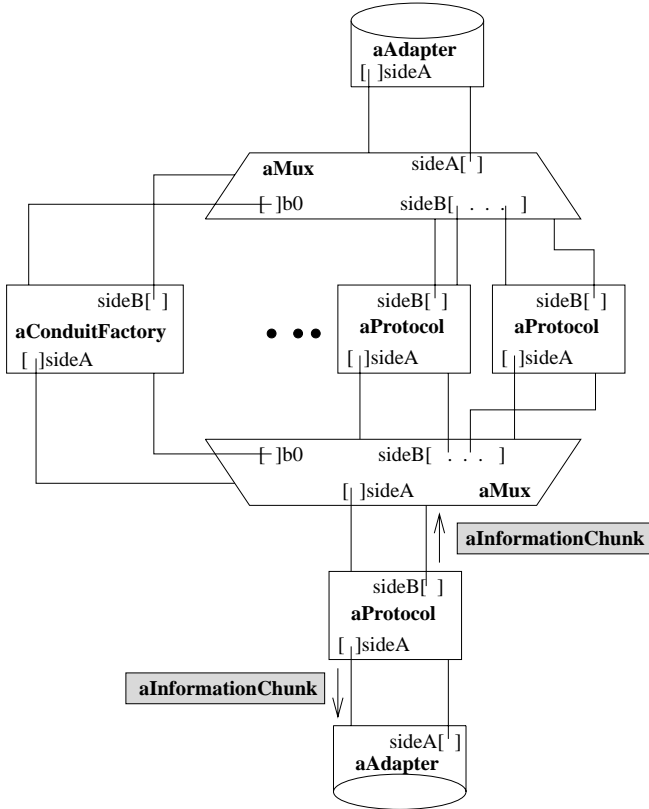 aAdapter
[ ]sideA
sideA[ ]
aMux
[ ]b0 sideB[ . . . ]
sideB[ ]
aConduitFactory
[ ]sideA
sideB[ ]
aProtocol
[ ]sideA
sideB[ ]
aProtocol
[ ]sideA
[ ]b0 sideB[ . . . ]
[ ]sideA aMux
aInformationChunk
sideB[ ]
aProtocol
[ ]sideA
aInformationChunk
sideA[ ]
aAdapter